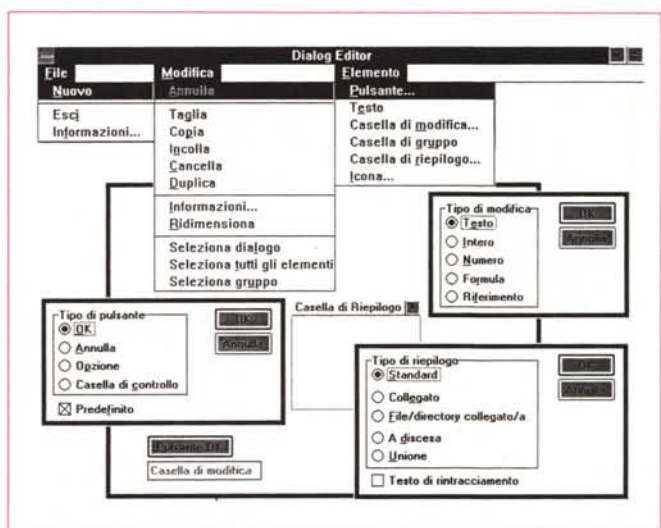 Dialog Editor
File
Modifica
Elemento
Nuovo
Esci
Informazioni...
Annulla
Taglia
Copia
Incolla
Cancella
Duplica
Informazioni...
Ridimensiona
Seleziona dialogo
Seleziona tutti gli elementi
Seleziona gruppo
Pulsante...
Testo
Casella di modifica...
Casella di gruppo
Casella di riepilogo...
Icona...
Tipo di modifica
Testo
Intero
Numero
Formula
Riferimento
OK
Annulla
Tipo di pulsante
OK
Annulla
Opzione
Casella di controllo
Predefinito
OK
Annulla
Casella di Riepilogo
Tipo di riepilogo
Standard
Collegato
File/directory collegato/a
A discesa
Unione
Testo di rintracciamento
OK
Annulla
Pulsante OK
Casella di modifica